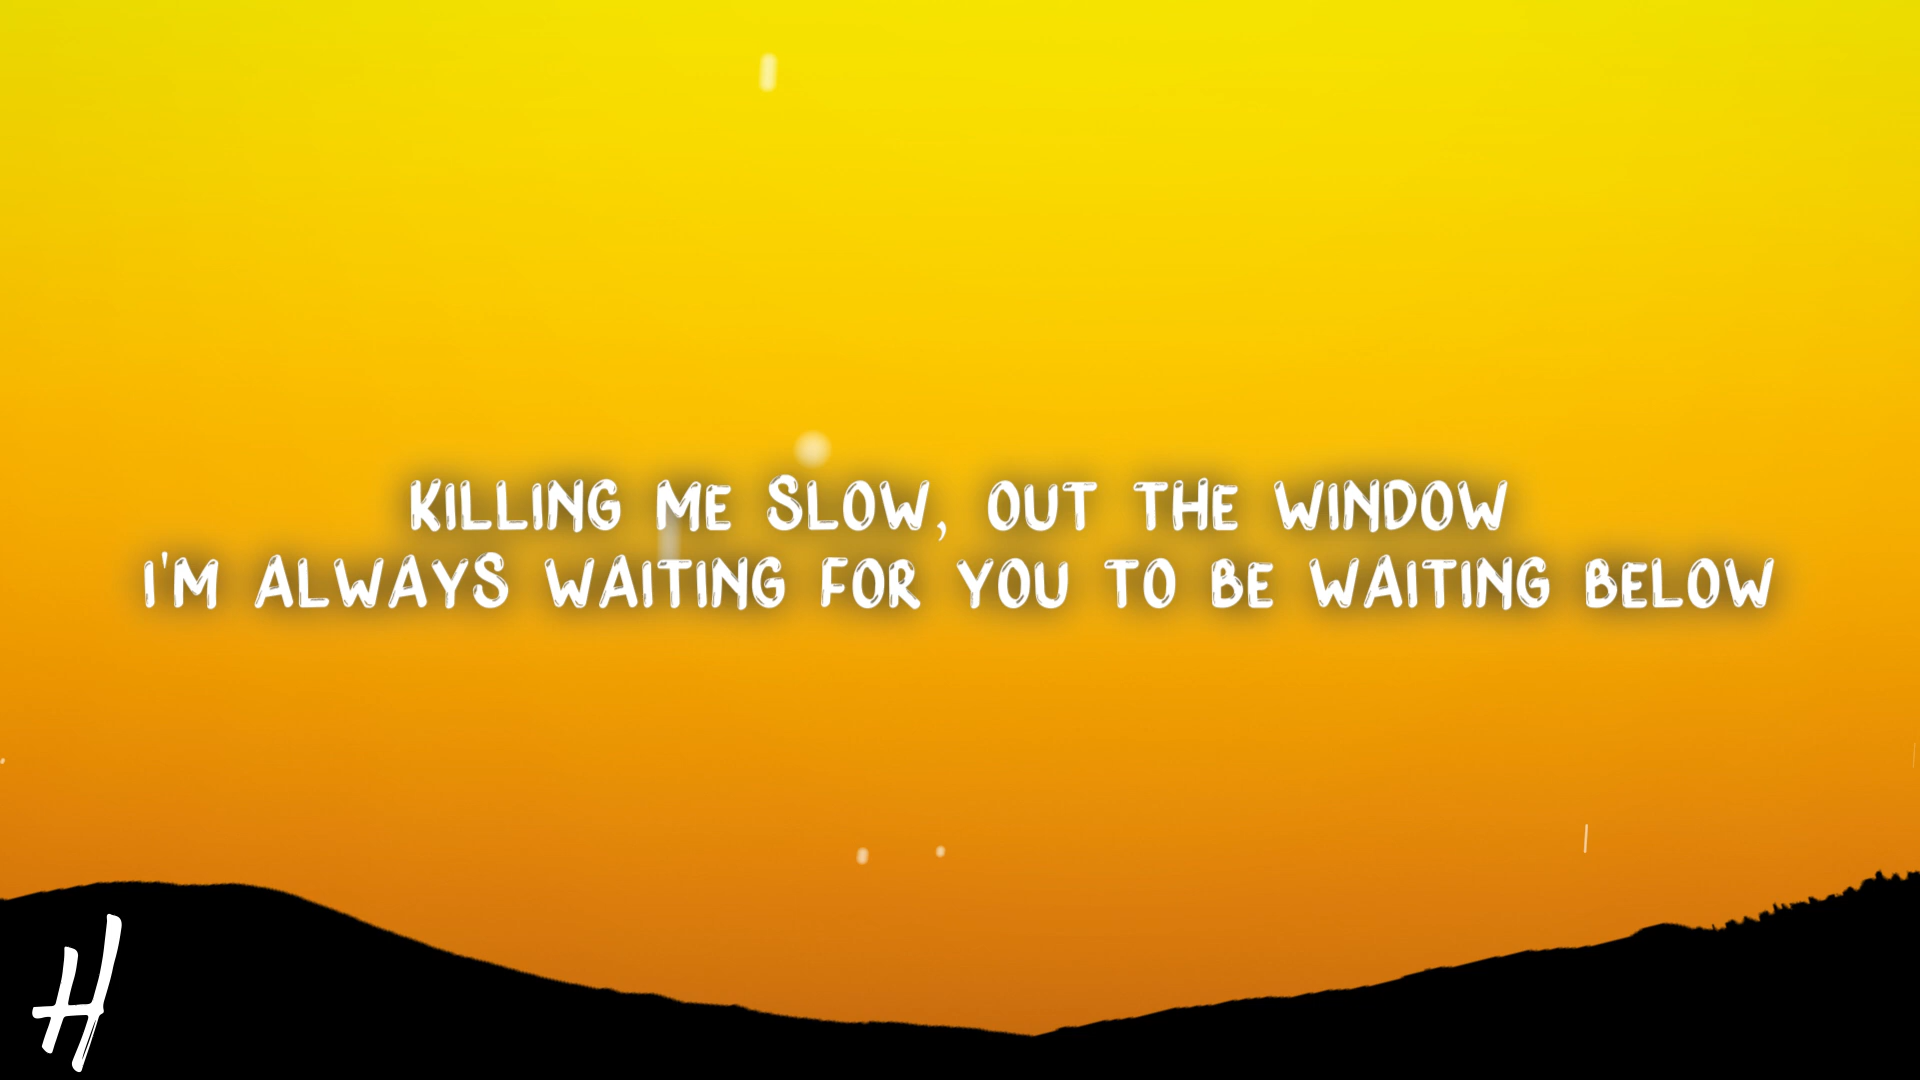 KILLING ME SLOW, OUT THE WINDOW
I'M ALWAYS WAITING FOR YOU TO BE WAITING BELOW
H